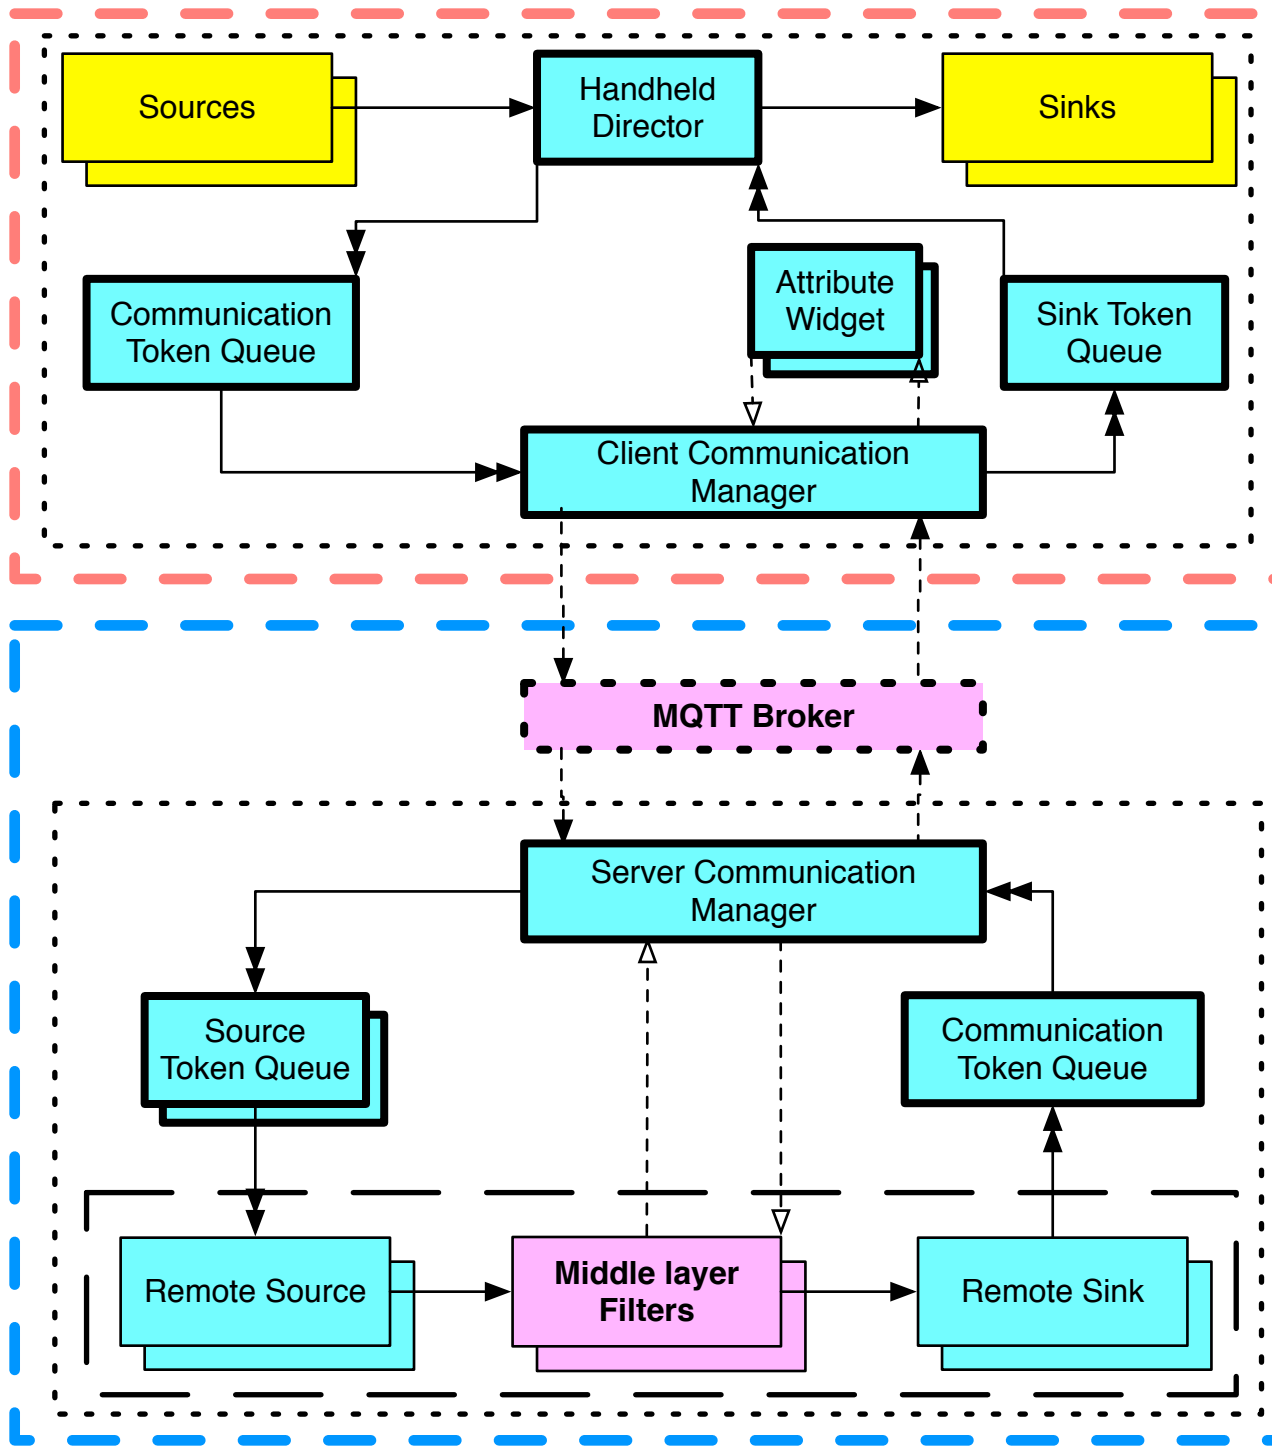 Sources
Handheld
Director
Sinks
Communication
Token Queue
Attribute
Widget
Sink Token
Queue
Client Communication
Manager
MQTT Broker
Server Communication
Manager
Source
Token Queue
Communication
Token Queue
Remote Source
Middle layer
Filters
Remote Sink